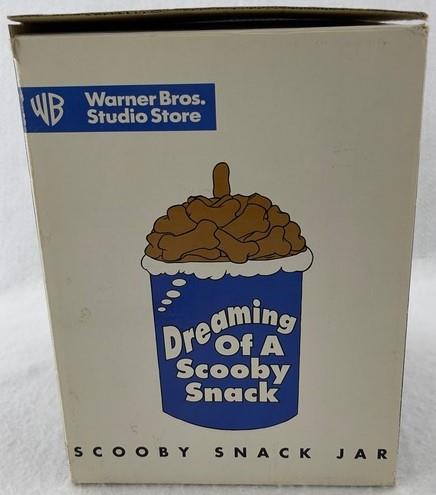 WB
Warner Bros.
Studio Store
Dreaming
Of A
Scooby
Snack
SCOOBY SNACK JAR